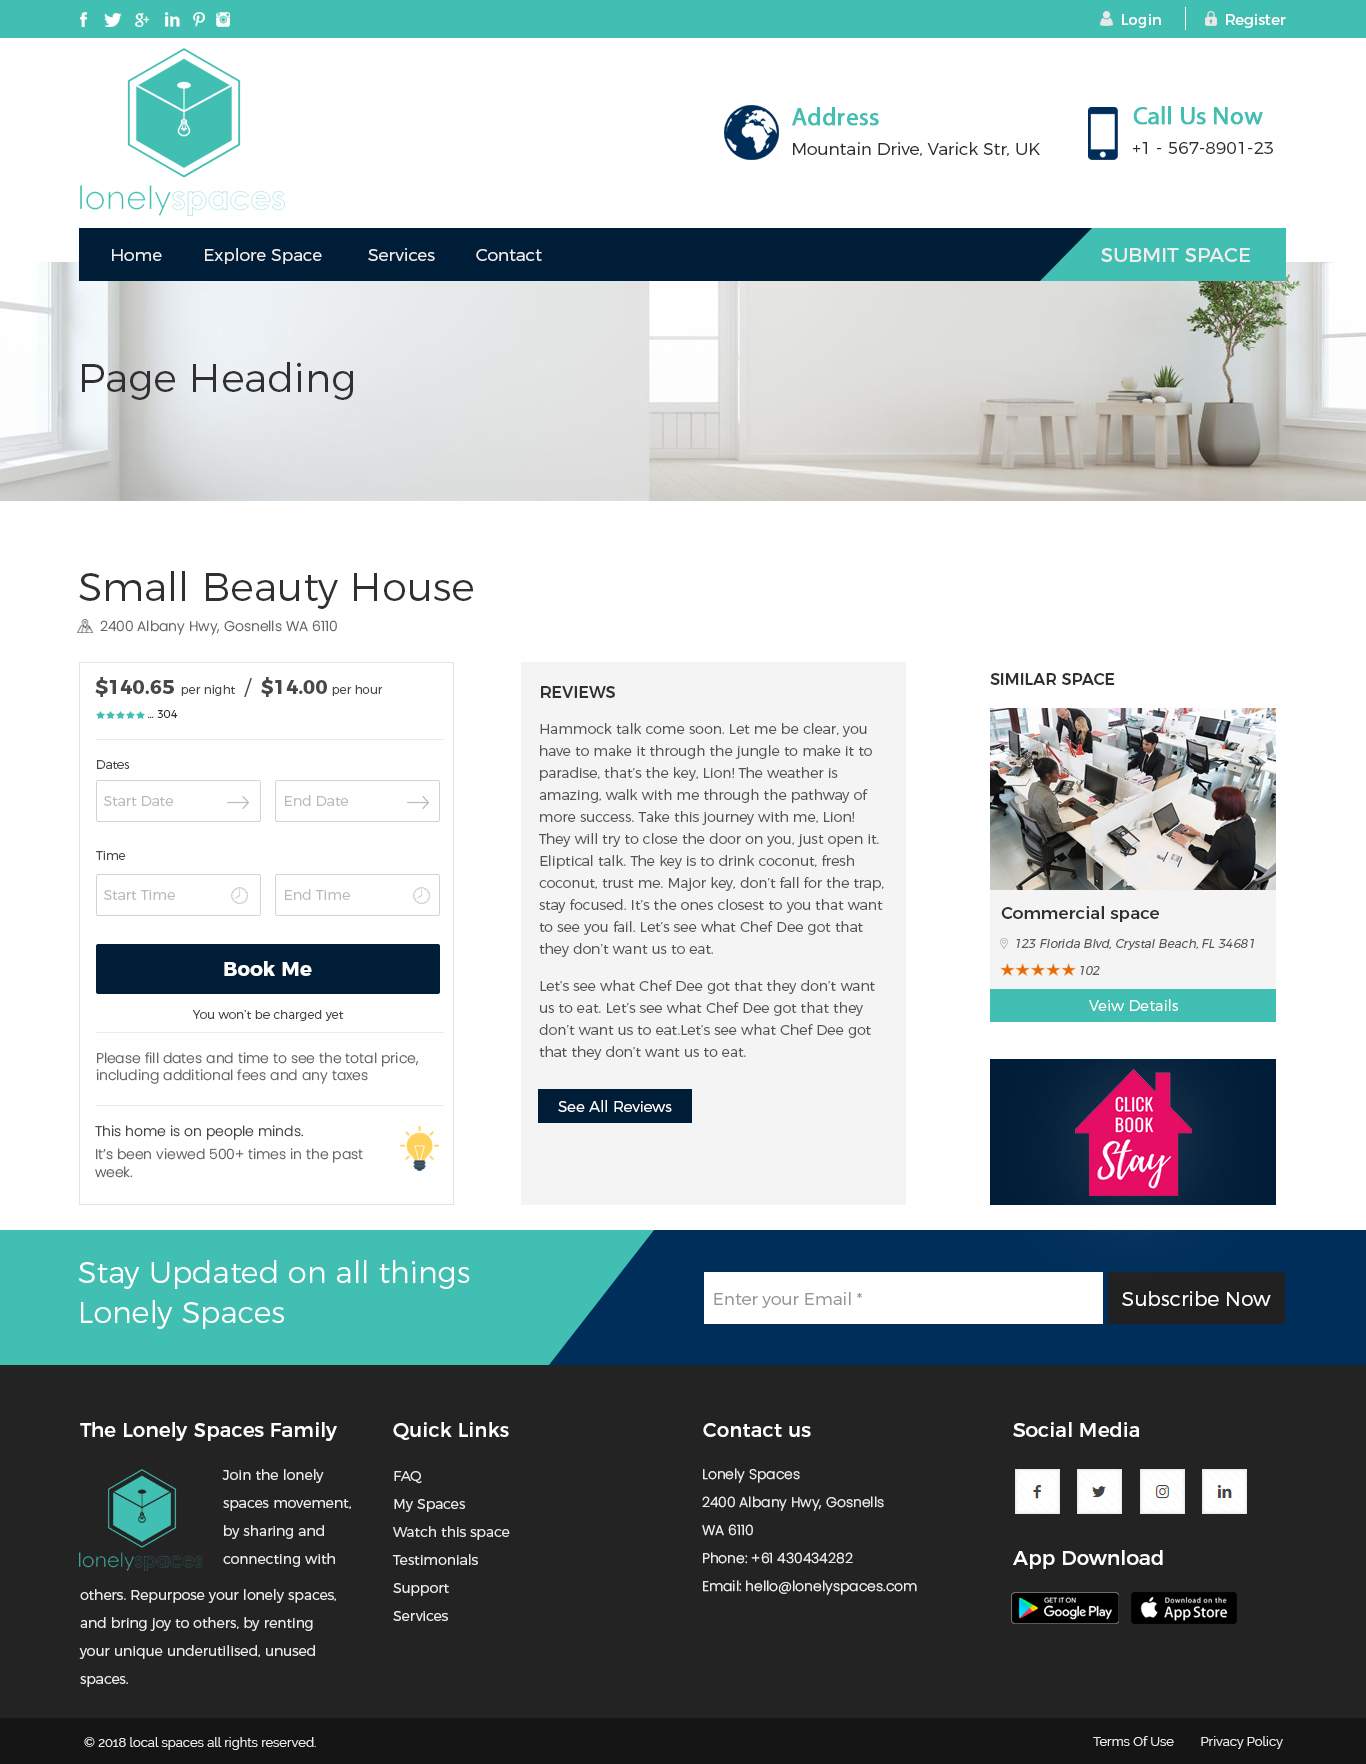 Login
Register
lonelyspaces
Address
Mountain Drive, Varick Str, UK
Call Us Now
+1 - 567-8901-23
Home
Explore Space
Services
Contact
SUBMIT SPACE
Page Heading
Small Beauty House
2400 Albany Hwy, Gosnells WA 6110
$140.65 per night / $14.00 per hour
... 304
Dates
Start Date
End Date
Time
Start Time
End Time
Book Me
You won't be charged yet
Please fill dates and time to see the total price,
including additional fees and any taxes
This home is on people minds.
It's been viewed 500+ times in the past
week.
REVIEWS
Hammock talk come soon. Let me be clear, you
have to make it through the jungle to make it to
paradise, that's the key, Lion! The weather is
amazing, walk with me through the pathway of
more success. Take this journey with me, Lion!
They will try to close the door on you, just open it.
Eliptical talk. The key is to drink coconut, fresh
coconut, trust me. Major key, don't fall for the trap,
stay focused. It's the ones closest to you that want
to see you fail. Let's see what Chef Dee got that
they don't want us to eat.
Let's see what Chef Dee got that they don't want
us to eat. Let's see what Chef Dee got that they
don't want us to eat.Let's see what Chef Dee got
that they don't want us to eat.
See All Reviews
SIMILAR SPACE
Commercial space
123 Florida Blvd, Crystal Beach, FL 34681
102
Veiw Details
CLICK
BOOK
Stay
Stay Updated on all things
Lonely Spaces
Enter your Email *
Subscribe Now
The Lonely Spaces Family
lonelyspaces
Join the lonely
spaces movement,
by sharing and
connecting with
others. Repurpose your lonely spaces,
and bring joy to others, by renting
your unique underutilised, unused
spaces.
Quick Links
FAQ
My Spaces
Watch this space
Testimonials
Support
Services
Contact us
Lonely Spaces
2400 Albany Hwy, Gosnells
WA 6110
Phone: +61 430434282
Email: hello@lonelyspaces.com
Social Media
App Download
GET IT ON
Google Play
Download on the
App Store
© 2018 local spaces all rights reserved.
Terms Of Use
Privacy Policy